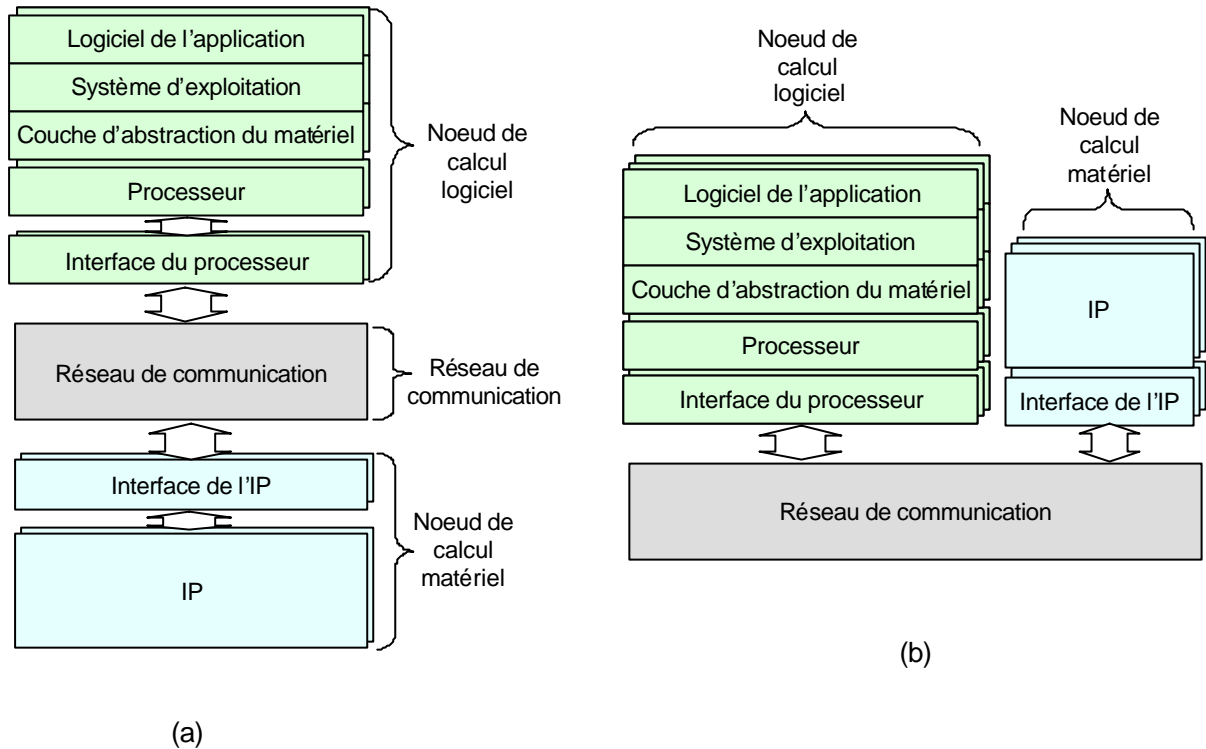 Logiciel de l'application
Système d'exploitation
Couche d'abstraction du matériel
Processeur
Interface du processeur
Noeud de
calcul
logiciel
Réseau de communication
Réseau de
communication
Interface de l'IP
IP
Noeud de
calcul
matériel
(a)
Noeud de
calcul
logiciel
Noeud de
calcul
matériel
Logiciel de l'application
Système d'exploitation
Couche d'abstraction du matériel
Processeur
Interface du processeur
IP
Interface de l'IP
Réseau de communication
(b)